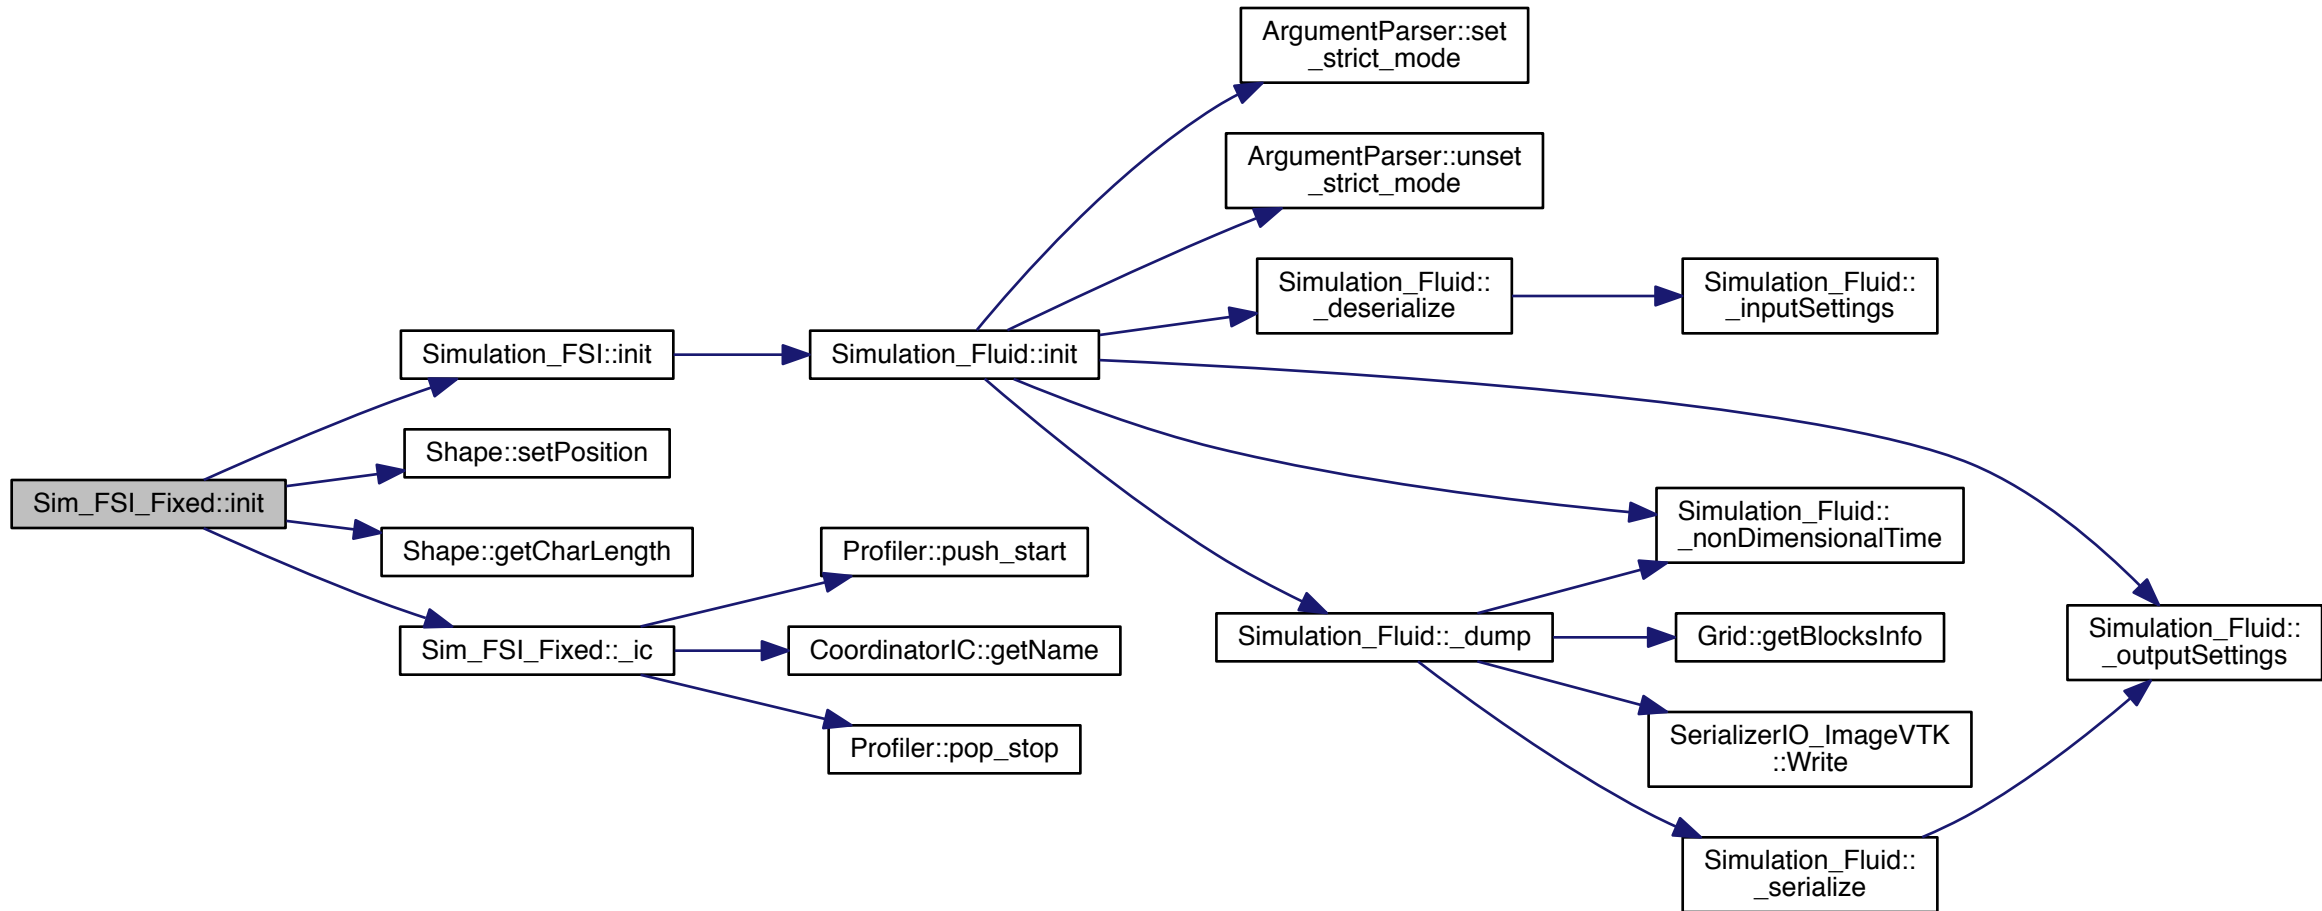 ArgumentParser::set
_strict_mode
ArgumentParser::unset
_strict_mode
Simulation_Fluid::
_deserialize
Simulation_Fluid::
_inputSettings
Simulation_FSI::init
Simulation_Fluid::init
Shape::setPosition
Sim_FSI_Fixed::init
Simulation_Fluid::
_nonDimensionalTime
Shape::getCharLength
Profiler::push_start
Sim_FSI_Fixed::_ic
CoordinatorIC::getName
Simulation_Fluid::_dump
Grid::getBlocksInfo
Simulation_Fluid::
_outputSettings
Profiler::pop_stop
SerializerIO_ImageVTK
::Write
Simulation_Fluid::
_serialize